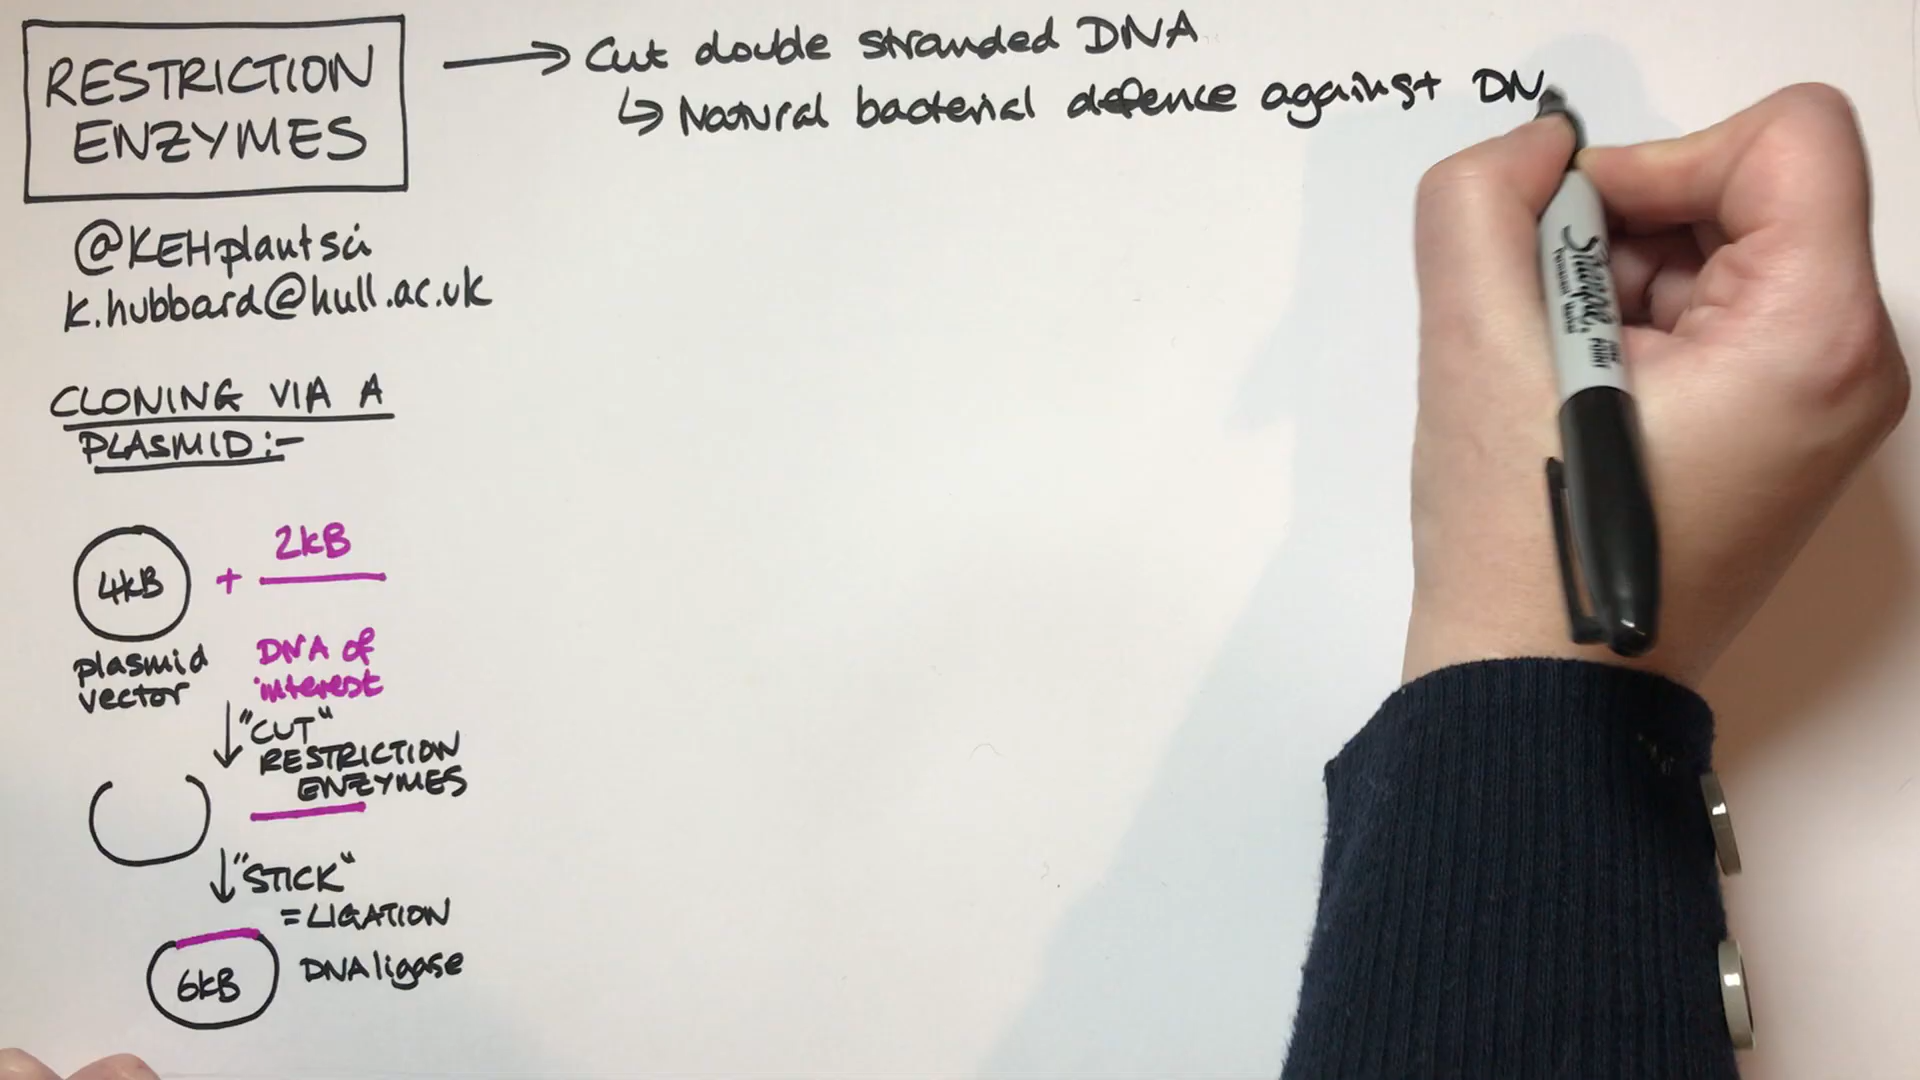 RESTRICTION
ENZYMES
→ Cut double stranded DNA
↳ Natural bacterial defence against DN
@KEHplantsci
k.hubbard@hull.ac.uk
CLONING VIA A
PLASMID:-
4kB + 2kB
plasmid
vector
DNA of
interest
↓ "CUT"
RESTRICTION
ENZYMES
↓ "STICK"
= LIGATION
DNA ligase
6kB
Sharpie